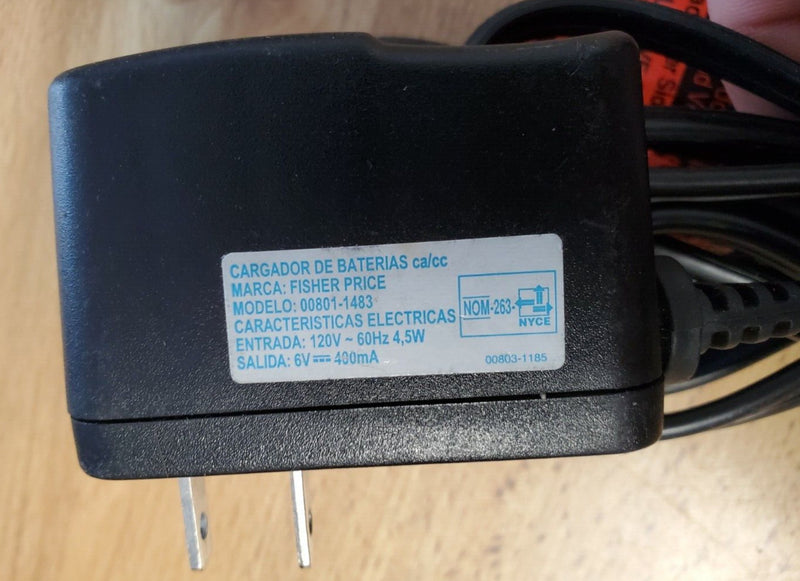 CARGADOR DE BATERIAS ca/cc
MARCA: FISHER PRICE
MODELO: 00801-1483
CARACTERISTICAS ELECTRICAS
ENTRADA: 120V ~ 60Hz 4,5W
SALIDA: 6V ⎓ 400mA
NOM-263-
NYCE
00803-1185